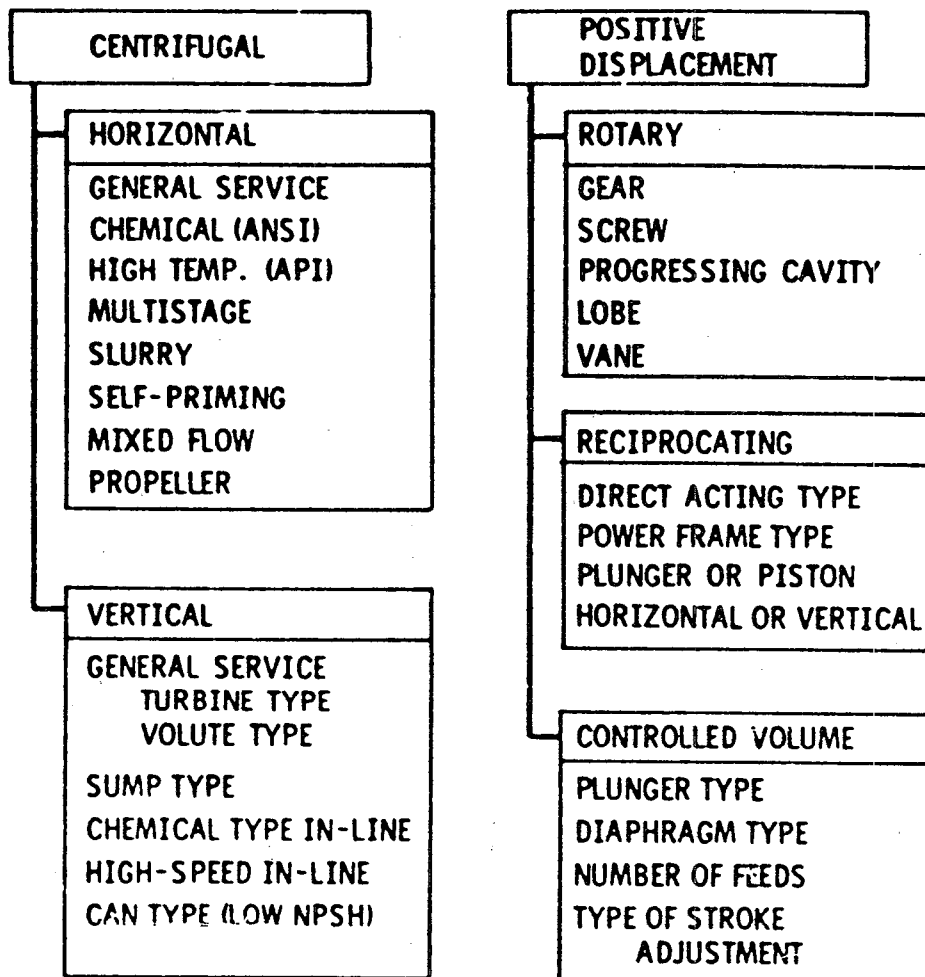 CENTRIFUGAL
HORIZONTAL
GENERAL SERVICE
CHEMICAL (ANSI)
HIGH TEMP. (API)
MULTISTAGE
SLURRY
SELF-PRIMING
MIXED FLOW
PROPELLER
VERTICAL
GENERAL SERVICE
TURBINE TYPE
VOLUTE TYPE
SUMP TYPE
CHEMICAL TYPE IN-LINE
HIGH-SPEED IN-LINE
CAN TYPE (LOW NPSH)
POSITIVE
DISPLACEMENT
ROTARY
GEAR
SCREW
PROGRESSING CAVITY
LOBE
VANE
RECIPROCATING
DIRECT ACTING TYPE
POWER FRAME TYPE
PLUNGER OR PISTON
HORIZONTAL OR VERTICAL
CONTROLLED VOLUME
PLUNGER TYPE
DIAPHRAGM TYPE
NUMBER OF FEEDS
TYPE OF STROKE
ADJUSTMENT